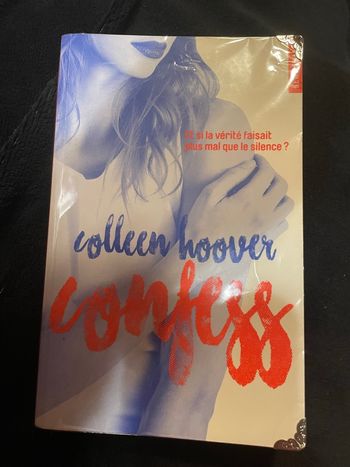 Et si la vérité faisait
plus mal que le silence ?
colleen hoover
confess